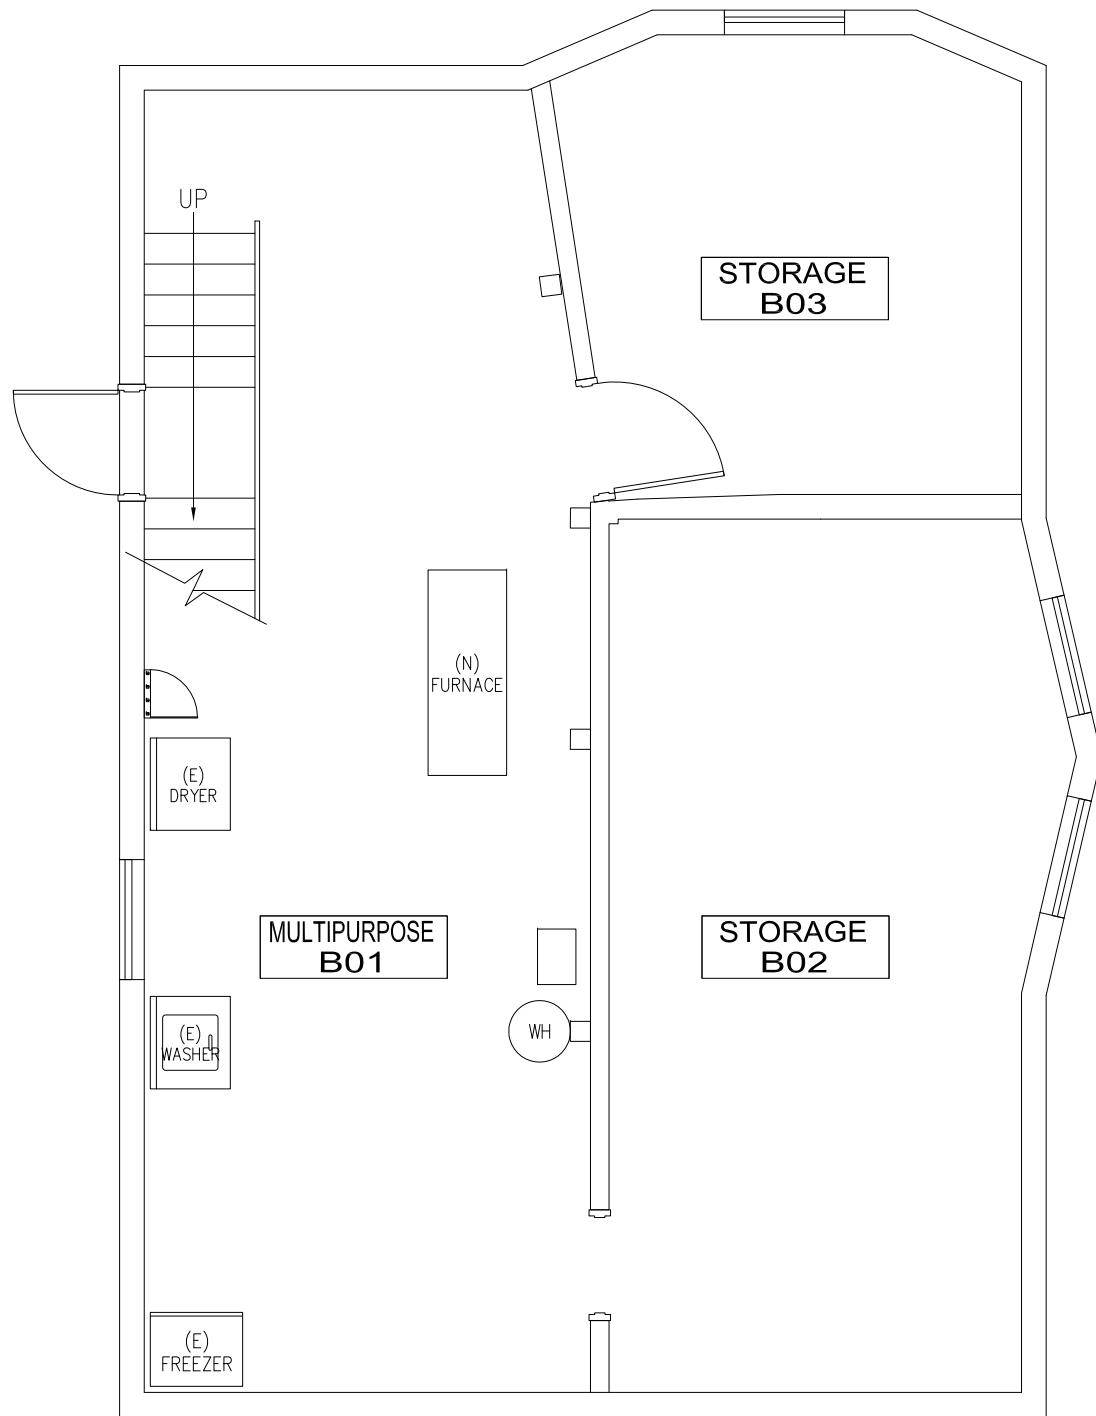 UP
STORAGE
B03
(N)
FURNACE
(E)
DRYER
MULTIPURPOSE
B01
STORAGE
B02
(E)
WASHER
WH
(E)
FREEZER